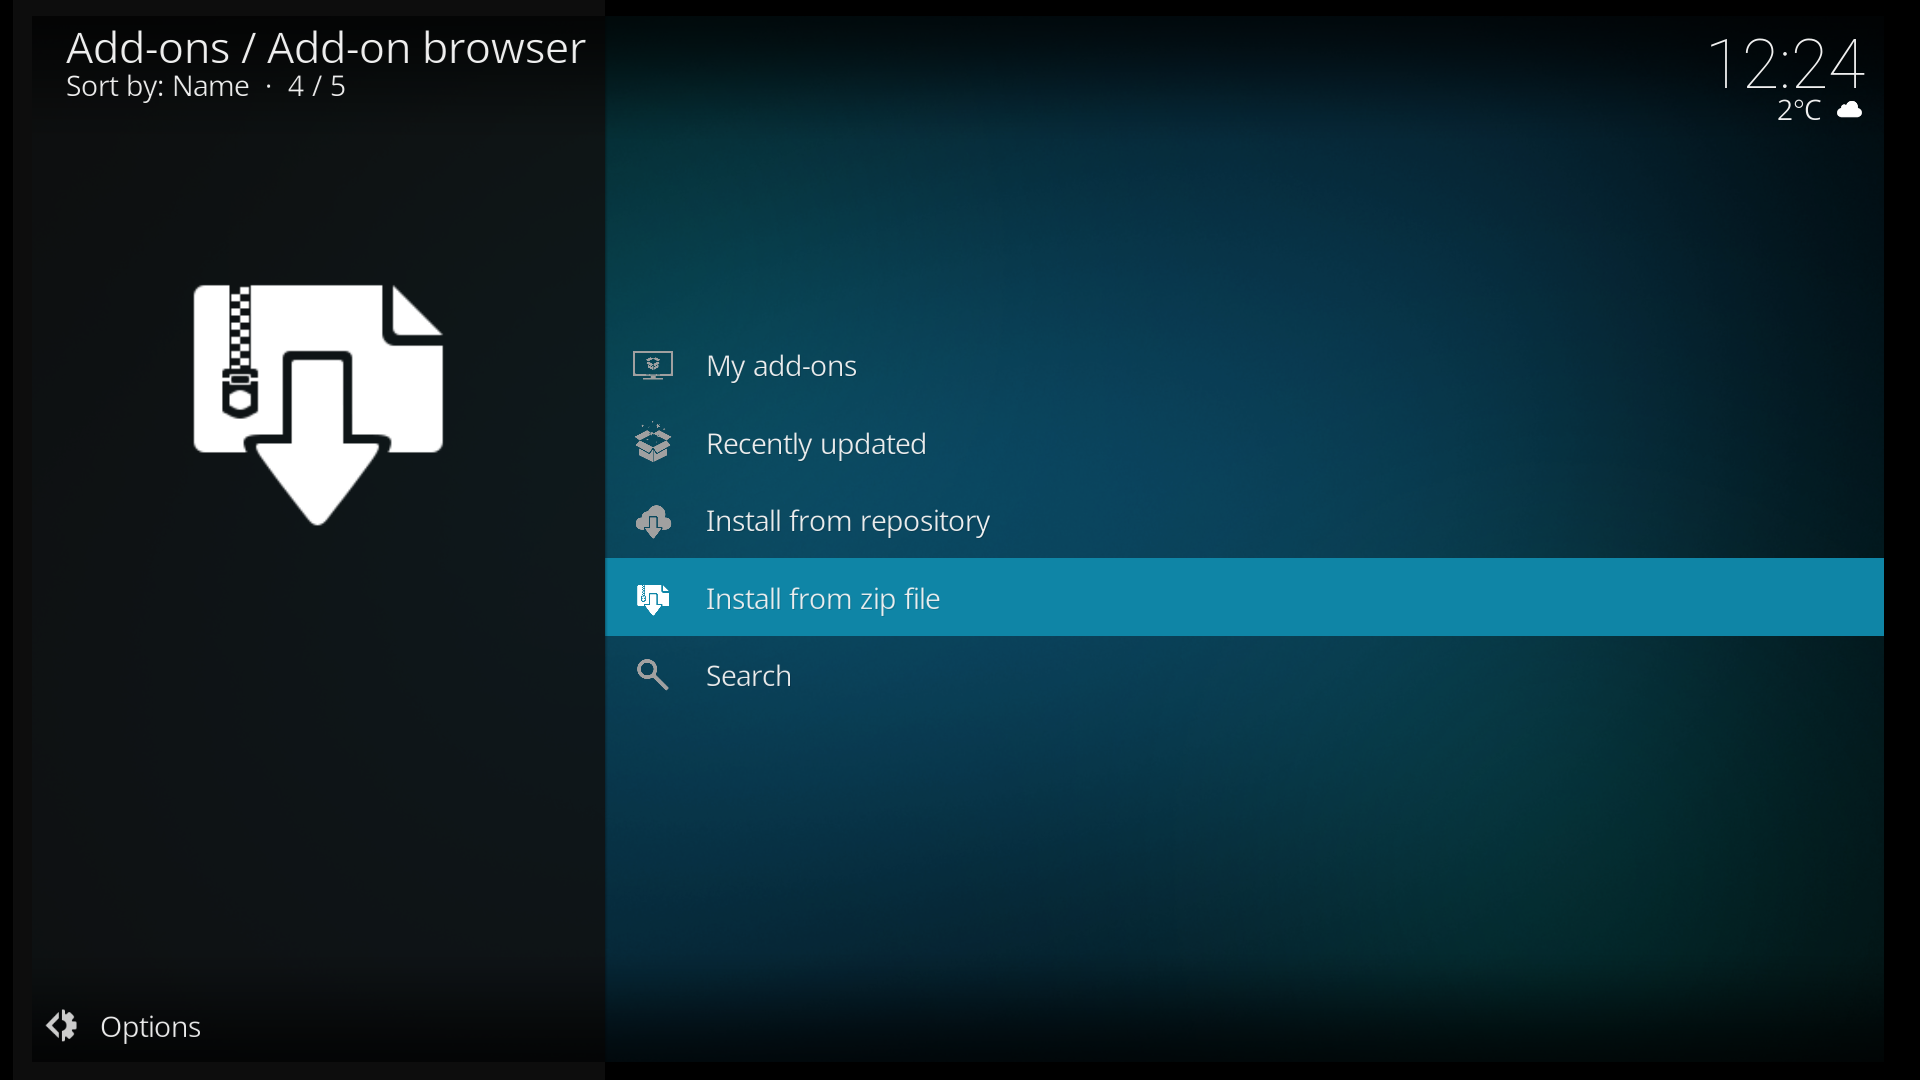 Add-ons / Add-on browser
Sort by: Name · 4 / 5
12:24
2°C
My add-ons
Recently updated
Install from repository
Install from zip file
Search
Options